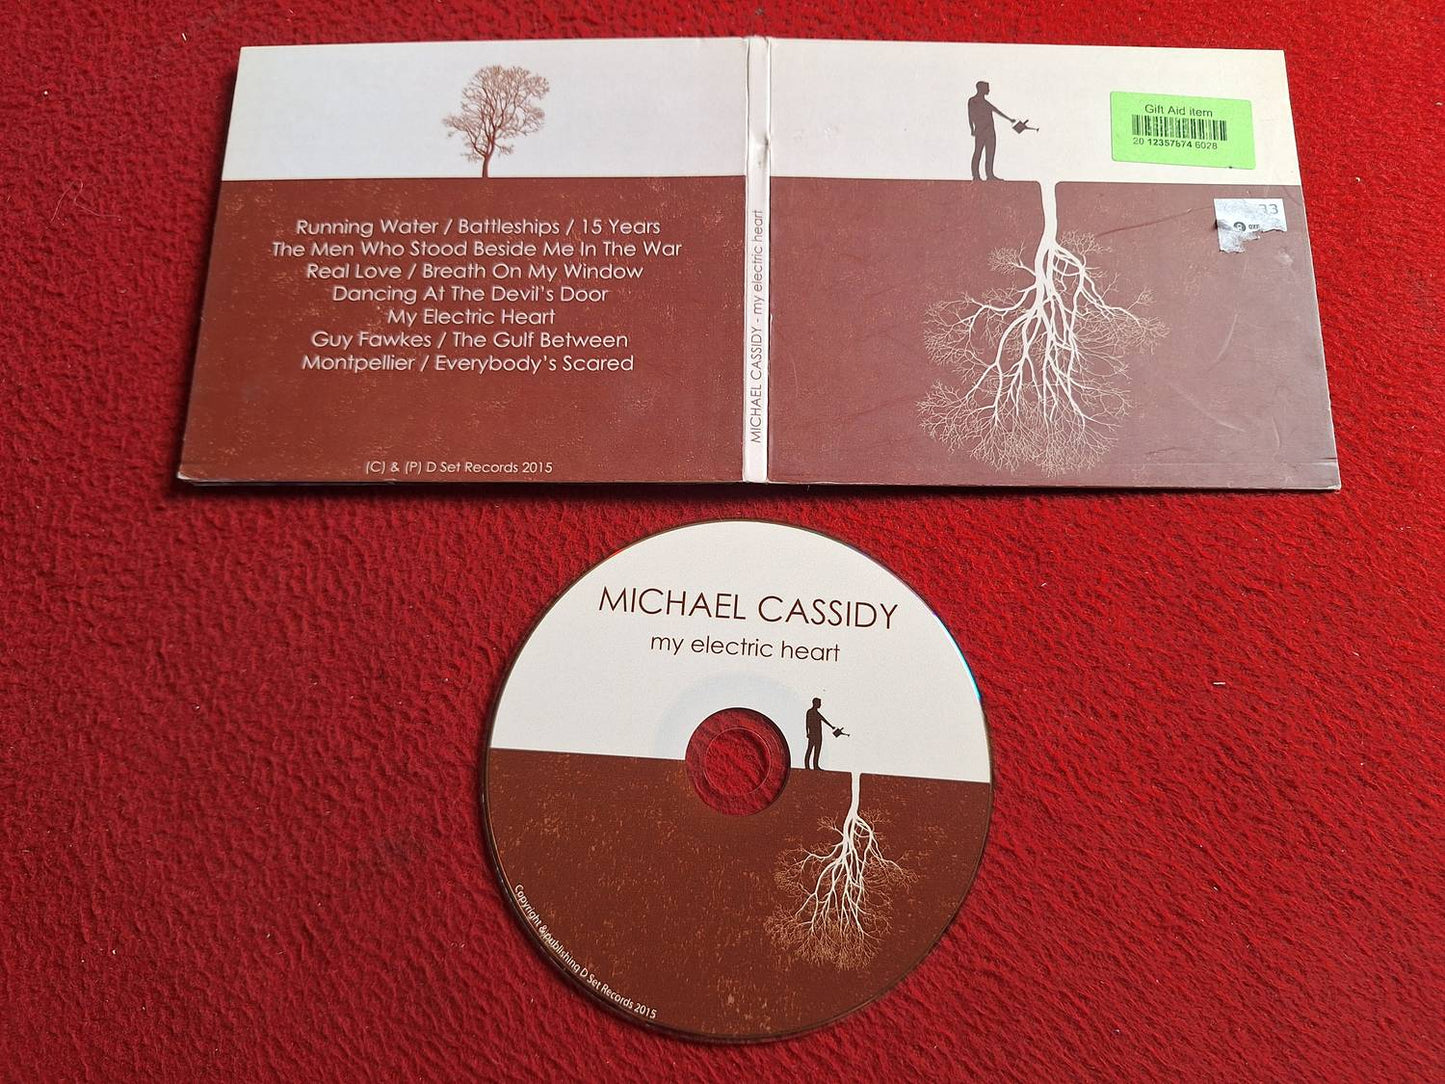 Running Water / Battleships / 15 Years
The Men Who Stood Beside Me In The War
Real Love / Breath On My Window
Dancing At The Devil's Door
My Electric Heart
Guy Fawkes / The Gulf Between
Montpellier / Everybody's Scared
(C) & (P) D Set Records 2015
MICHAEL CASSIDY - my electric heart
Gift Aid item
20 12357874 6028
33
MICHAEL CASSIDY
my electric heart
Copyright & publishing D Set Records 2015